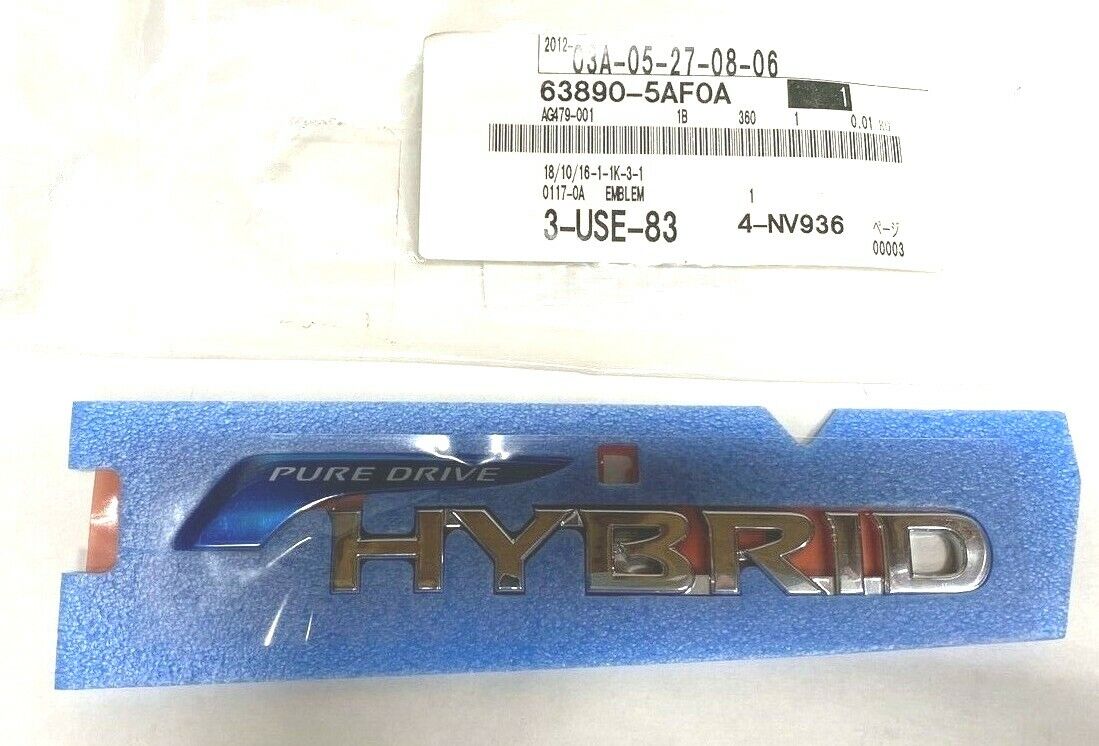 2012-
03A-05-27-08-06
63890-5AF0A 1
AG479-001 1B 360 1 0.01 KG
18/10/16-1-1K-3-1
0117-0A EMBLEM 1
3-USE-83 4-NV936 ページ
00003
PURE DRIVE
HYBRID